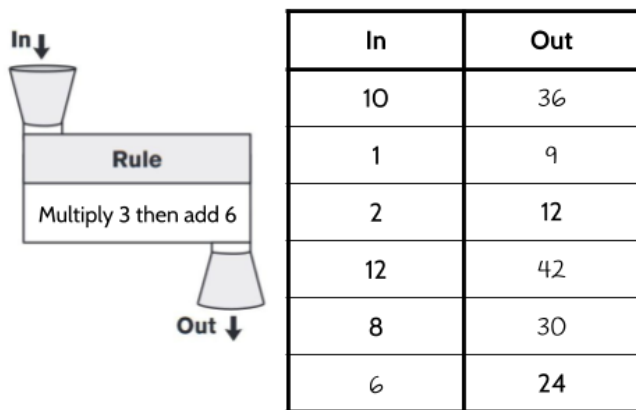 In
Rule
Multiply 3 then add 6
Out
In Out
10 36
1 9
2 12
12 42
8 30
6 24